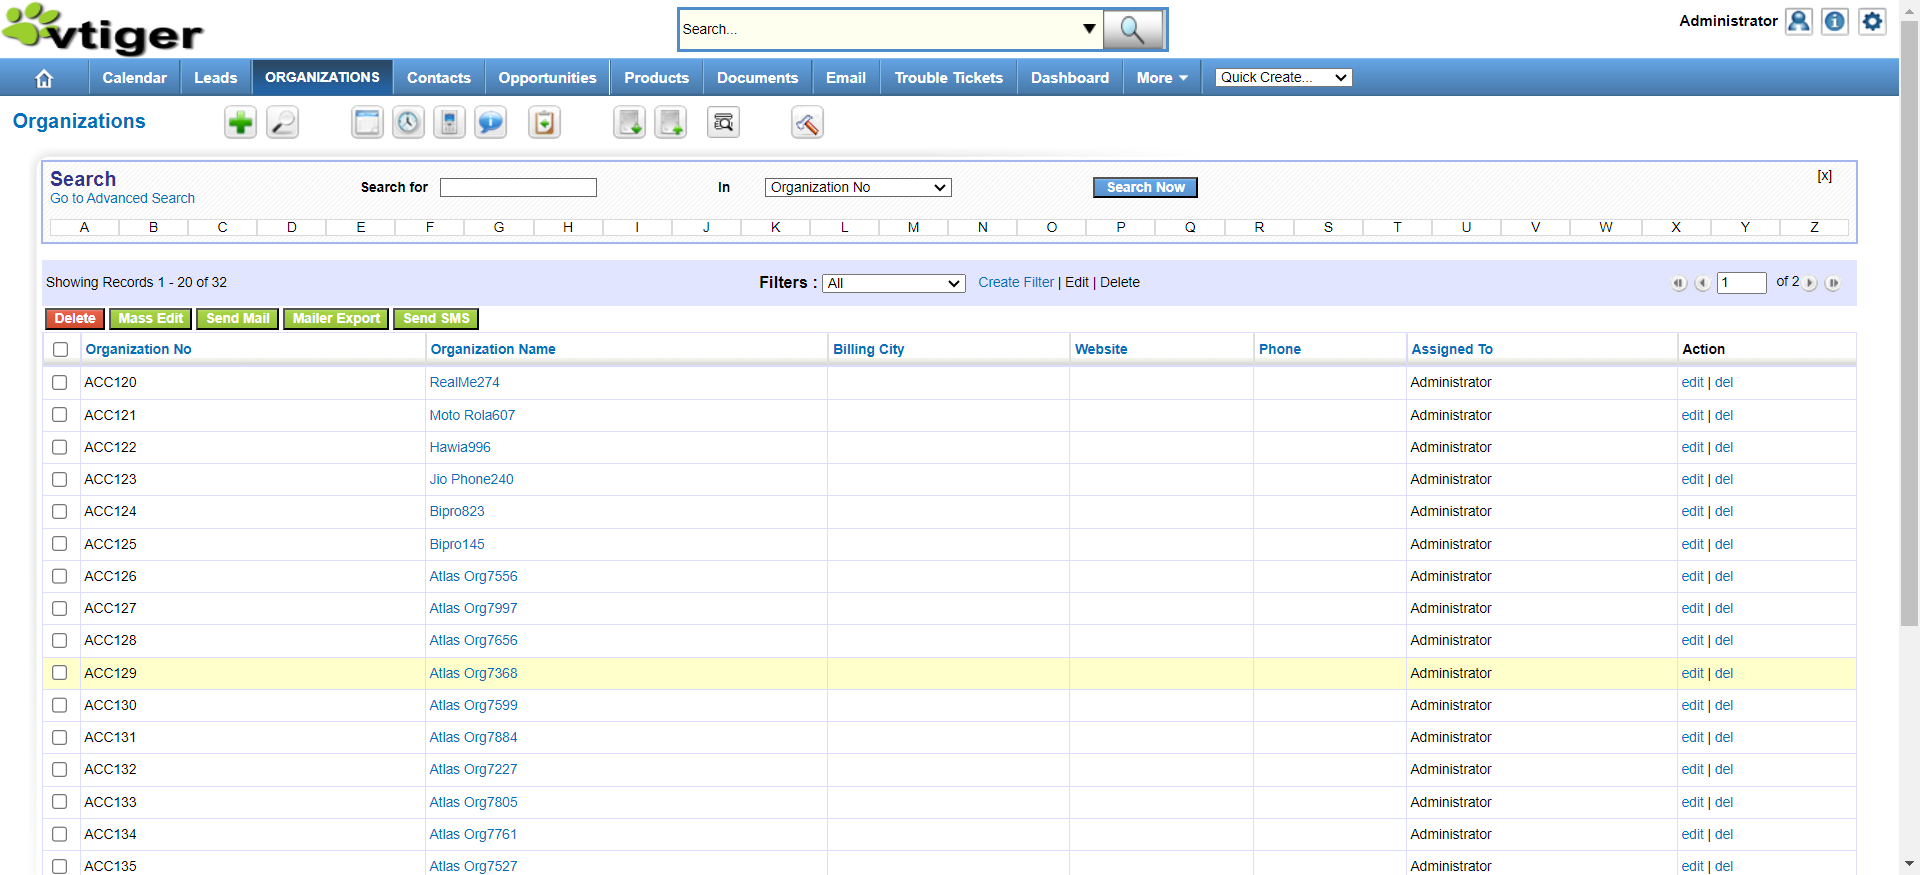 vtiger
Search...
Administrator
Calendar Leads ORGANIZATIONS Contacts Opportunities Products Documents Email Trouble Tickets Dashboard More Quick Create...
Organizations
Search
Go to Advanced Search
Search for In Organization No Search Now [x]
A B C D E F G H I J K L M N O P Q R S T U V W X Y Z
Showing Records 1 - 20 of 32 Filters : All Create Filter | Edit | Delete 1 of 2
Delete Mass Edit Send Mail Mailer Export Send SMS
Organization No Organization Name Billing City Website Phone Assigned To Action
ACC120 RealMe274 Administrator edit | del
ACC121 Moto Rola607 Administrator edit | del
ACC122 Hawia996 Administrator edit | del
ACC123 Jio Phone240 Administrator edit | del
ACC124 Bipro823 Administrator edit | del
ACC125 Bipro145 Administrator edit | del
ACC126 Atlas Org7556 Administrator edit | del
ACC127 Atlas Org7997 Administrator edit | del
ACC128 Atlas Org7656 Administrator edit | del
ACC129 Atlas Org7368 Administrator edit | del
ACC130 Atlas Org7599 Administrator edit | del
ACC131 Atlas Org7884 Administrator edit | del
ACC132 Atlas Org7227 Administrator edit | del
ACC133 Atlas Org7805 Administrator edit | del
ACC134 Atlas Org7761 Administrator edit | del
ACC135 Atlas Org7527 Administrator edit | del